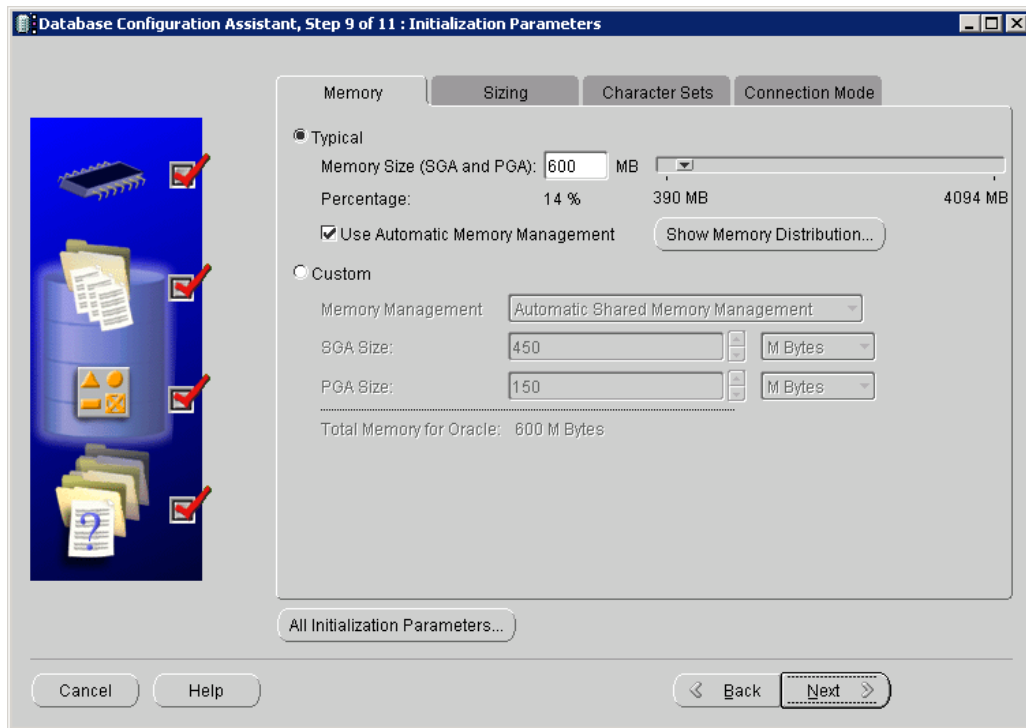 Database Configuration Assistant, Step 9 of 11 : Initialization Parameters
Memory Sizing Character Sets Connection Mode
Typical
Memory Size (SGA and PGA): 600 MB
Percentage: 14 % 390 MB 4094 MB
Use Automatic Memory Management Show Memory Distribution...
Custom
Memory Management Automatic Shared Memory Management
SGA Size: 450 M Bytes
PGA Size: 150 M Bytes
Total Memory for Oracle: 600 M Bytes
?
All Initialization Parameters...
Cancel Help Back Next